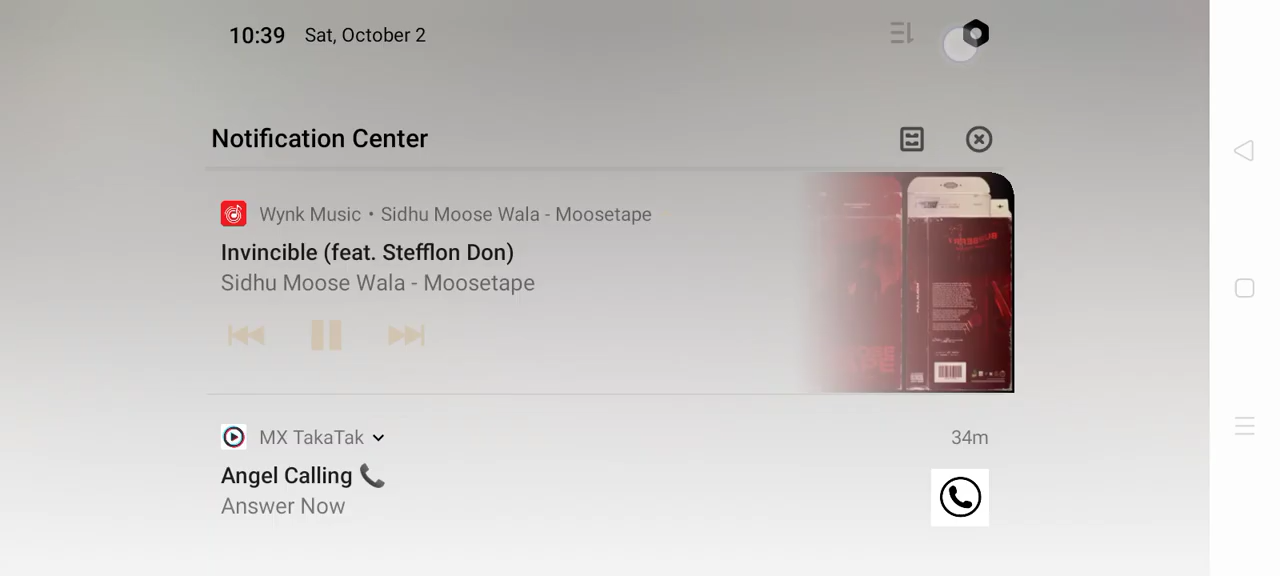 10:39 Sat, October 2
Notification Center
Wynk Music • Sidhu Moose Wala - Moosetape
Invincible (feat. Stefflon Don)
Sidhu Moose Wala - Moosetape
MX TakaTak 34m
Angel Calling 📞
Answer Now